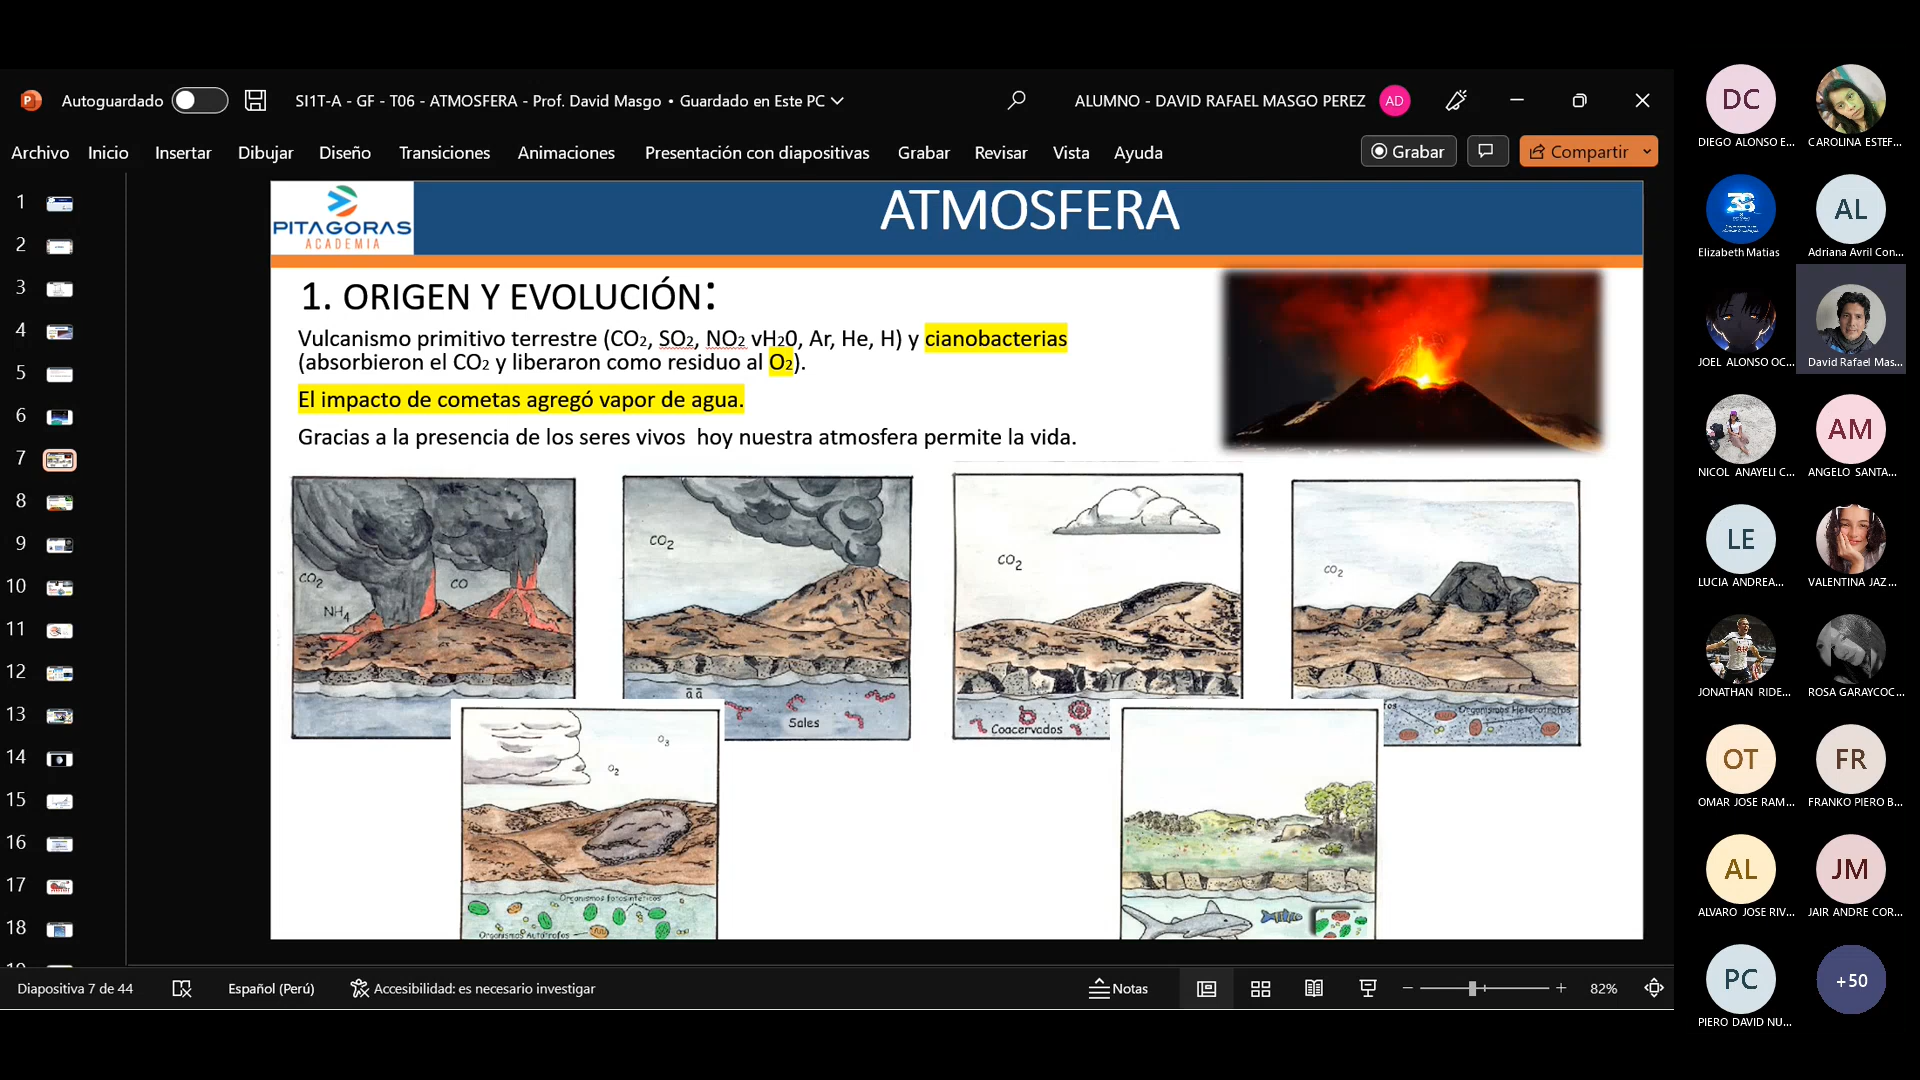 Autoguardado
SI1T-A - GF - T06 - ATMOSFERA - Prof. David Masgo • Guardado en Este PC
ALUMNO - DAVID RAFAEL MASGO PEREZ
AD
Archivo Inicio Insertar Dibujar Diseño Transiciones Animaciones Presentación con diapositivas Grabar Revisar Vista Ayuda
Grabar
Compartir
1
2
3
4
5
6
7
8
9
10
11
12
13
14
15
16
17
18
PITAGORAS
ACADEMIA
ATMOSFERA
1. ORIGEN Y EVOLUCIÓN:
Vulcanismo primitivo terrestre (CO2, SO2, NO2 vH20, Ar, He, H) y cianobacterias
(absorbieron el CO2 y liberaron como residuo al O2).
El impacto de cometas agregó vapor de agua.
Gracias a la presencia de los seres vivos hoy nuestra atmosfera permite la vida.
CO2
CO
NH4
CO2
āā
Sales
CO2
Coacervados
CO2
Organismos Heterotrofos
O3
O2
Organismos fotosintéticos
Organismos Autótrofos
Diapositiva 7 de 44
Español (Perú)
Accesibilidad: es necesario investigar
Notas
82%
DC
DIEGO ALONSO E...
CAROLINA ESTEF...
Elizabeth Matias
AL
Adriana Avril Con...
JOEL ALONSO OC...
David Rafael Mas...
NICOL ANAYELI C...
AM
ANGELO SANTA...
LE
LUCIA ANDREA...
VALENTINA JAZ...
JONATHAN RIDE...
ROSA GARAYCOC...
OT
OMAR JOSE RAM...
FR
FRANKO PIERO B...
AL
ALVARO JOSE RIV...
JM
JAIR ANDRE COR...
PC
PIERO DAVID NU...
+50